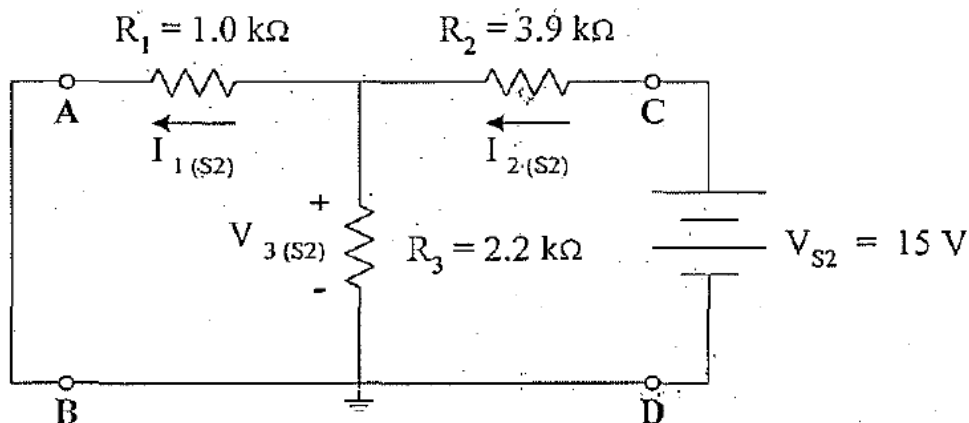 R1 = 1.0 kΩ
R2 = 3.9 kΩ
A
C
I1 (S2)
I2 (S2)
+
V3 (S2)
R3 = 2.2 kΩ
VS2 = 15 V
-
B
D